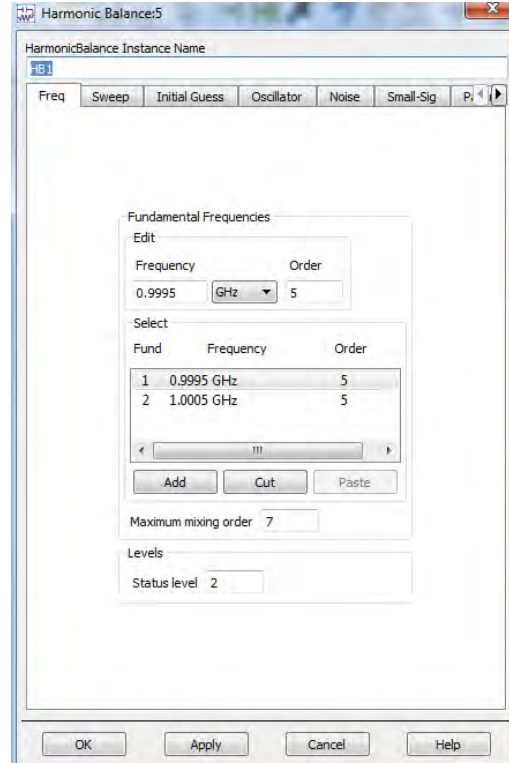 Harmonic Balance:5
HarmonicBalance Instance Name
HB1
Freq Sweep Initial Guess Oscillator Noise Small-Sig
Fundamental Frequencies
Edit
Frequency Order
0.9995 GHz 5
Select
Fund Frequency Order
1 0.9995 GHz 5
2 1.0005 GHz 5
Add Cut Paste
Maximum mixing order 7
Levels
Status level 2
OK Apply Cancel Help